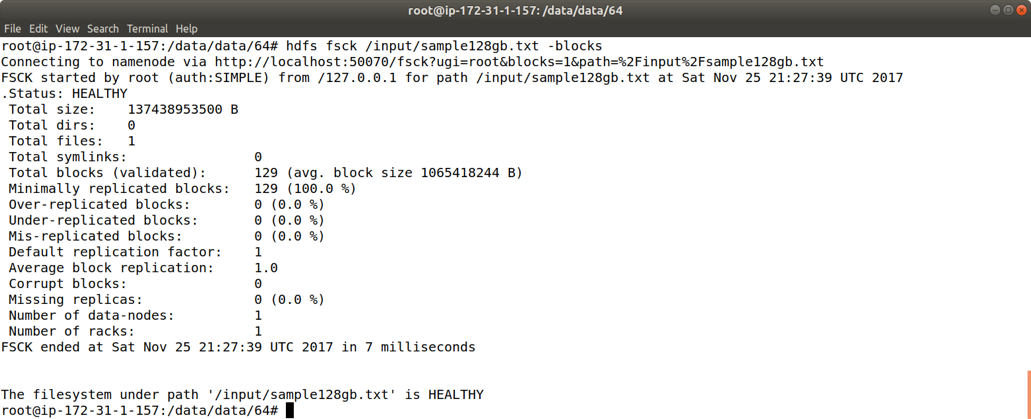 root@ip-172-31-1-157: /data/data/64
File Edit View Search Terminal Help
root@ip-172-31-1-157:/data/data/64# hdfs fsck /input/sample128gb.txt -blocks
Connecting to namenode via http://localhost:50070/fsck?ugi=root&blocks=1&path=%2Finput%2Fsample128gb.txt
FSCK started by root (auth:SIMPLE) from /127.0.0.1 for path /input/sample128gb.txt at Sat Nov 25 21:27:39 UTC 2017
.Status: HEALTHY
Total size: 137438953500 B
Total dirs: 0
Total files: 1
Total symlinks: 0
Total blocks (validated): 129 (avg. block size 1065418244 B)
Minimally replicated blocks: 129 (100.0 %)
Over-replicated blocks: 0 (0.0 %)
Under-replicated blocks: 0 (0.0 %)
Mis-replicated blocks: 0 (0.0 %)
Default replication factor: 1
Average block replication: 1.0
Corrupt blocks: 0
Missing replicas: 0 (0.0 %)
Number of data-nodes: 1
Number of racks: 1
FSCK ended at Sat Nov 25 21:27:39 UTC 2017 in 7 milliseconds
The filesystem under path '/input/sample128gb.txt' is HEALTHY
root@ip-172-31-1-157:/data/data/64#